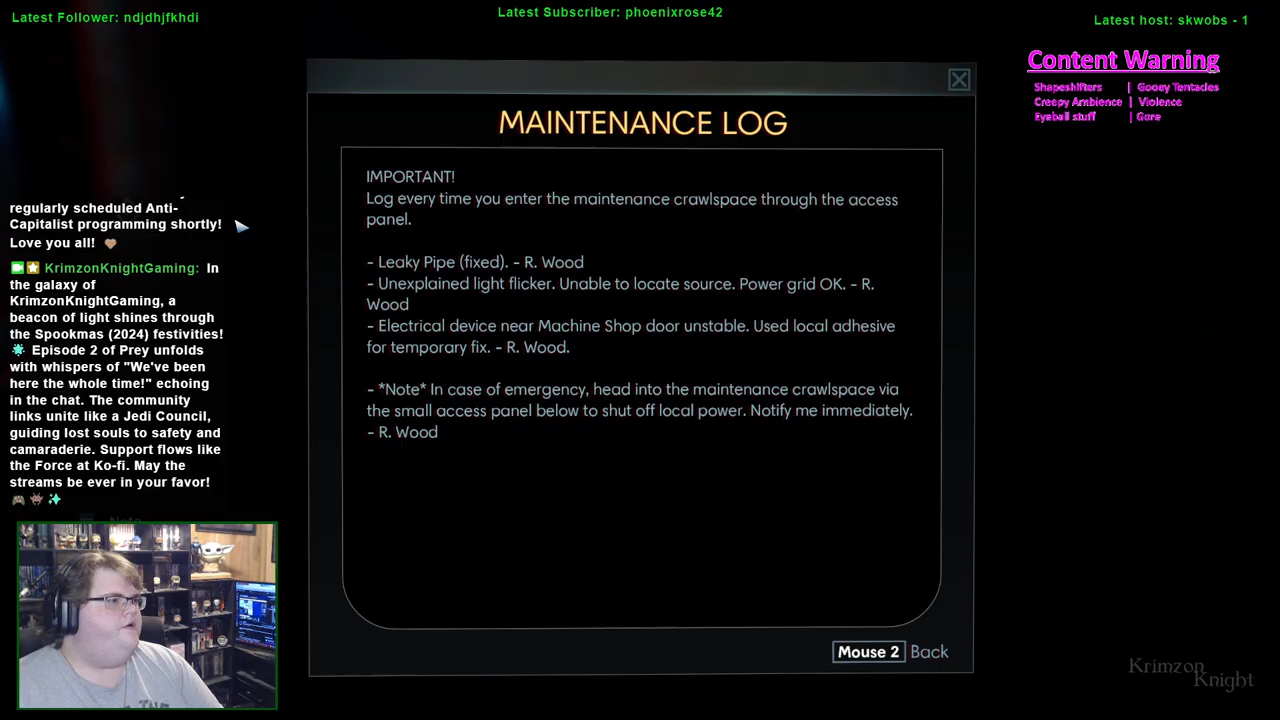 Latest Follower: ndjdhjfkhdi
Latest Subscriber: phoenixrose42
Latest host: skwobs - 1
Content Warning
Shapeshifters | Gooey Tentacles
Creepy Ambience | Violence
Eyeball stuff | Gore
MAINTENANCE LOG
IMPORTANT!
Log every time you enter the maintenance crawlspace through the access
panel.
- Leaky Pipe (fixed). - R. Wood
- Unexplained light flicker. Unable to locate source. Power grid OK. - R.
Wood
- Electrical device near Machine Shop door unstable. Used local adhesive
for temporary fix. - R. Wood.
- *Note* In case of emergency, head into the maintenance crawlspace via
the small access panel below to shut off local power. Notify me immediately.
- R. Wood
Mouse 2 Back
regularly scheduled Anti-
Capitalist programming shortly!
Love you all!
KrimzonKnightGaming: In
the galaxy of
KrimzonKnightGaming, a
beacon of light shines through
the Spookmas (2024) festivities!
Episode 2 of Prey unfolds
with whispers of "We've been
here the whole time!" echoing
in the chat. The community
links unite like a Jedi Council,
guiding lost souls to safety and
camaraderie. Support flows like
the Force at Ko-fi. May the
streams be ever in your favor!
Krimzon
Knight